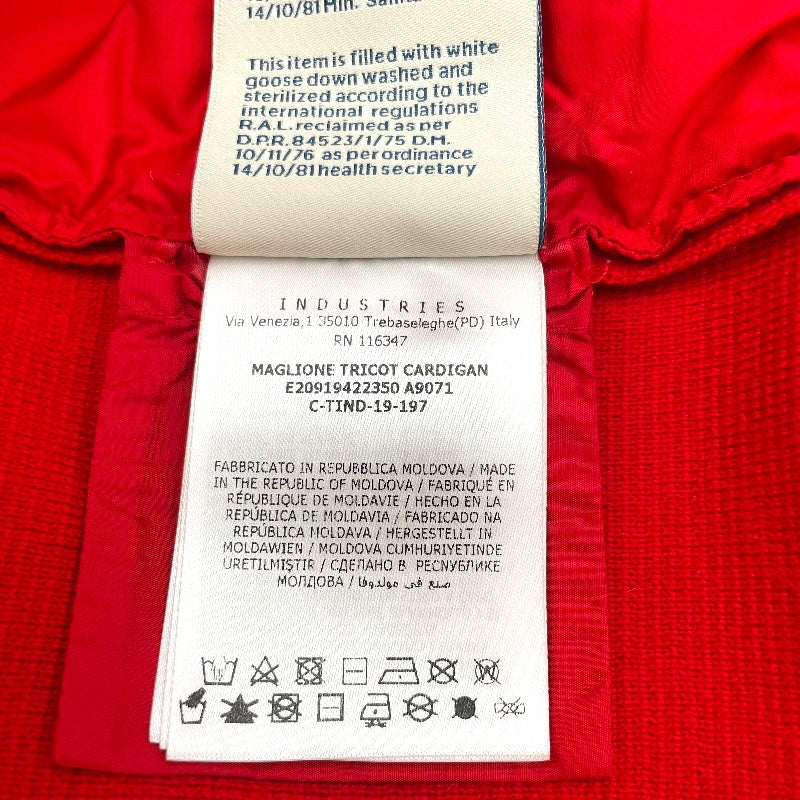 14/10/81 Min.
This item is filled with white
goose down washed and
sterilized according to the
international regulations
R.A.L. reclaimed as per
D.P.R. 84523/1/75 D.M.
10/11/76 as per ordinance
14/10/81 health secretary
INDUSTRIES
Via Venezia,1 35010 Trebaseleghe(PD) Italy
RN 116347
MAGLIONE TRICOT CARDIGAN
E20919422350 A9071
C-TIND-19-197
FABBRICATO IN REPUBBLICA MOLDOVA / MADE
IN THE REPUBLIC OF MOLDOVA / FABRIQUÉ EN
RÉPUBLIQUE DE MOLDAVIE / HECHO EN LA
REPÚBLICA DE MOLDAVIA / FABRICADO NA
REPÚBLICA MOLDAVA / HERGESTELLT IN
MOLDAWIEN / MOLDOVA CUMHURIYETINDE
URETILMIŞTIR / СДЕЛАНО В РЕСПУБЛИКЕ
МОЛДОВА / صنع في مولدوفا